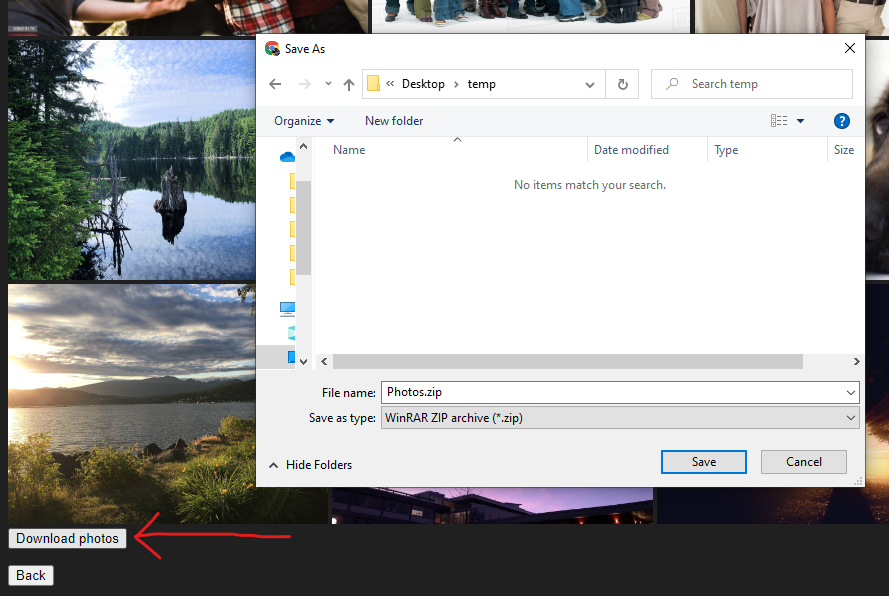 Save As
« Desktop › temp
Search temp
Organize
New folder
?
Name
Date modified
Type
Size
No items match your search.
File name:
Photos.zip
Save as type:
WinRAR ZIP archive (*.zip)
Hide Folders
Save
Cancel
Download photos
Back